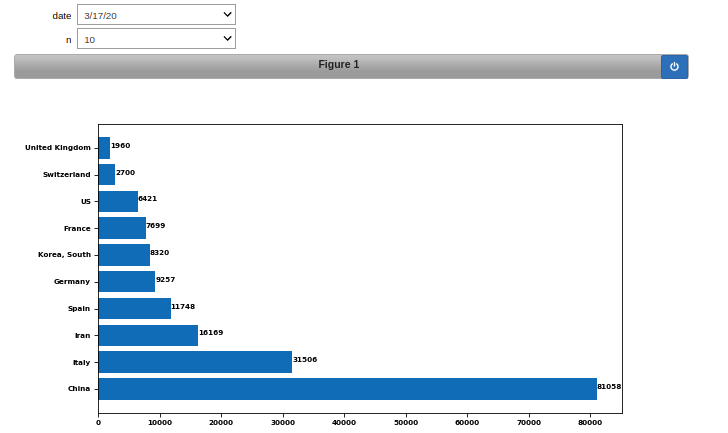 date 3/17/20
n 10
Figure 1
United Kingdom 1960
Switzerland 2700
US 6421
France 7699
Korea, South 8320
Germany 9257
Spain 11748
Iran 16169
Italy 31506
China 81058
0 10000 20000 30000 40000 50000 60000 70000 80000